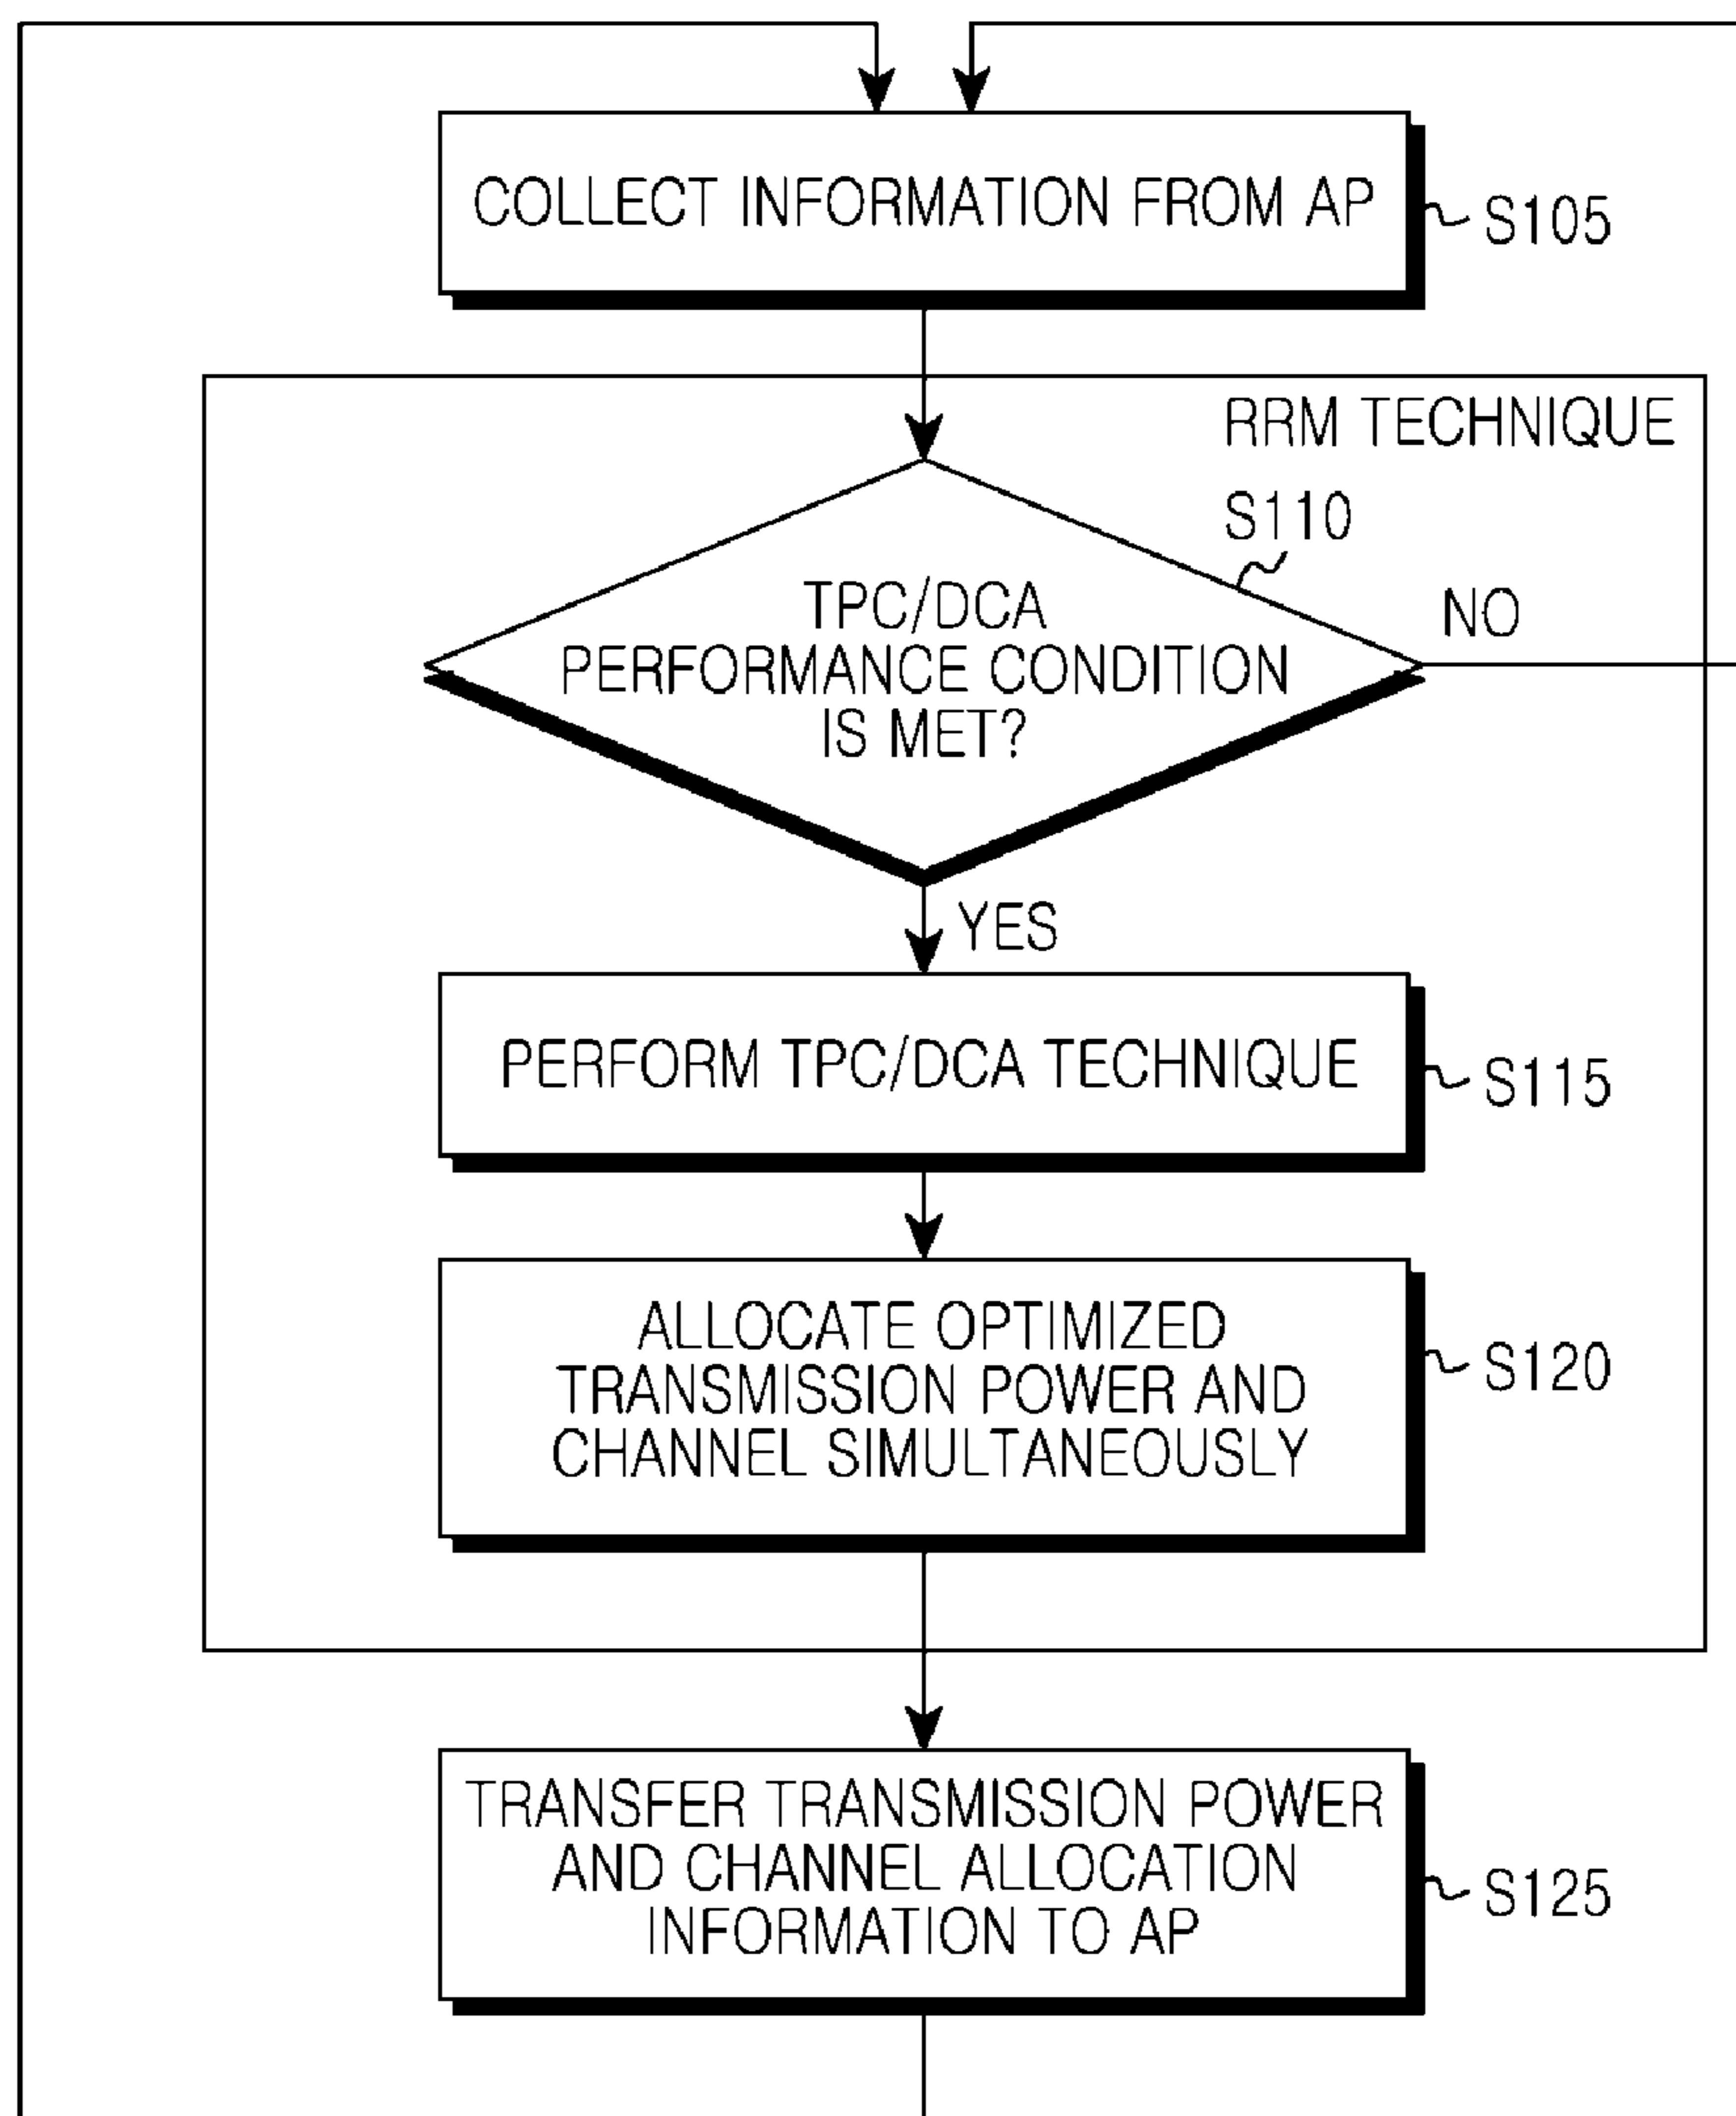 COLLECT INFORMATION FROM AP
S105
RRM TECHNIQUE
S110
TPC/DCA
PERFORMANCE CONDITION
IS MET?
NO
YES
PERFORM TPC/DCA TECHNIQUE
S115
ALLOCATE OPTIMIZED
TRANSMISSION POWER AND
CHANNEL SIMULTANEOUSLY
S120
TRANSFER TRANSMISSION POWER
AND CHANNEL ALLOCATION
INFORMATION TO AP
S125